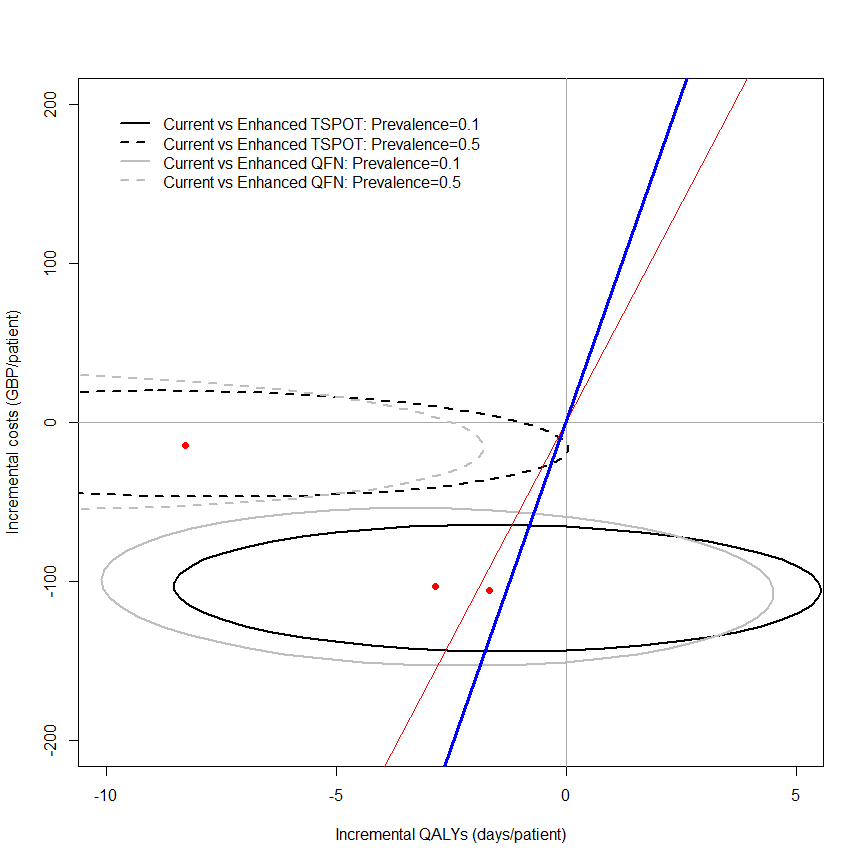 200
100
0
-100
-200
Incremental costs (GBP/patient)
Current vs Enhanced TSPOT: Prevalence=0.1
Current vs Enhanced TSPOT: Prevalence=0.5
Current vs Enhanced QFN: Prevalence=0.1
Current vs Enhanced QFN: Prevalence=0.5
-10 -5 0 5
Incremental QALYs (days/patient)